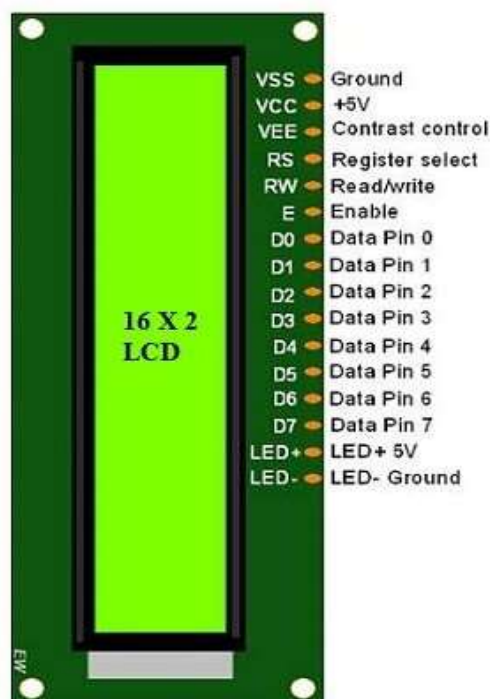 VSS Ground
VCC +5V
VEE Contrast control
RS Register select
RW Read/write
E Enable
D0 Data Pin 0
D1 Data Pin 1
D2 Data Pin 2
D3 Data Pin 3
D4 Data Pin 4
D5 Data Pin 5
D6 Data Pin 6
D7 Data Pin 7
LED+ LED+ 5V
LED- LED- Ground
16 X 2
LCD
EW